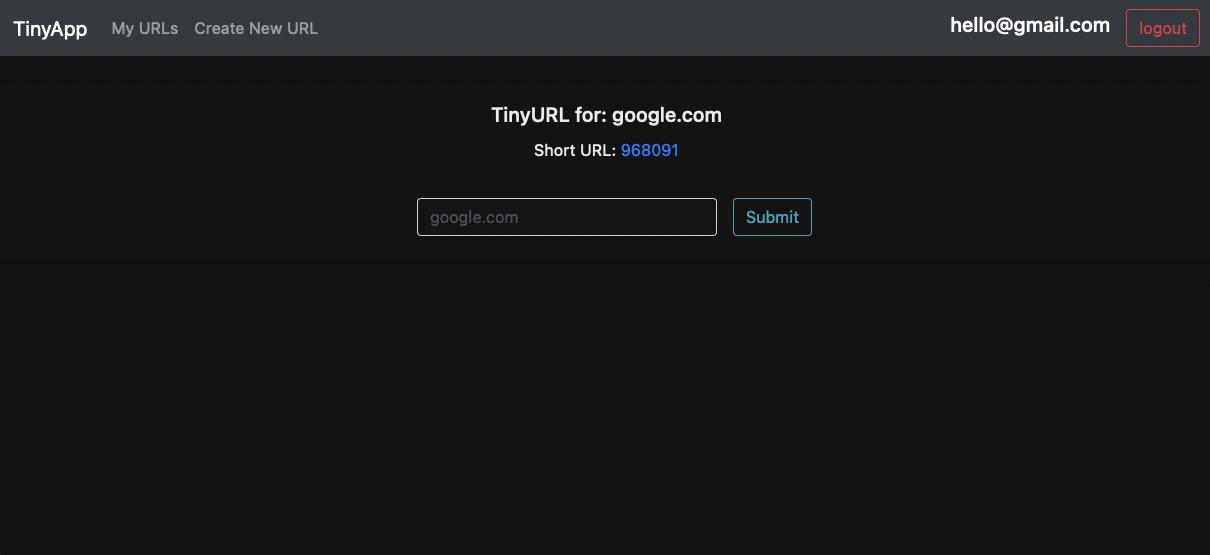 TinyApp My URLs Create New URL hello@gmail.com logout
TinyURL for: google.com
Short URL: 968091
google.com Submit